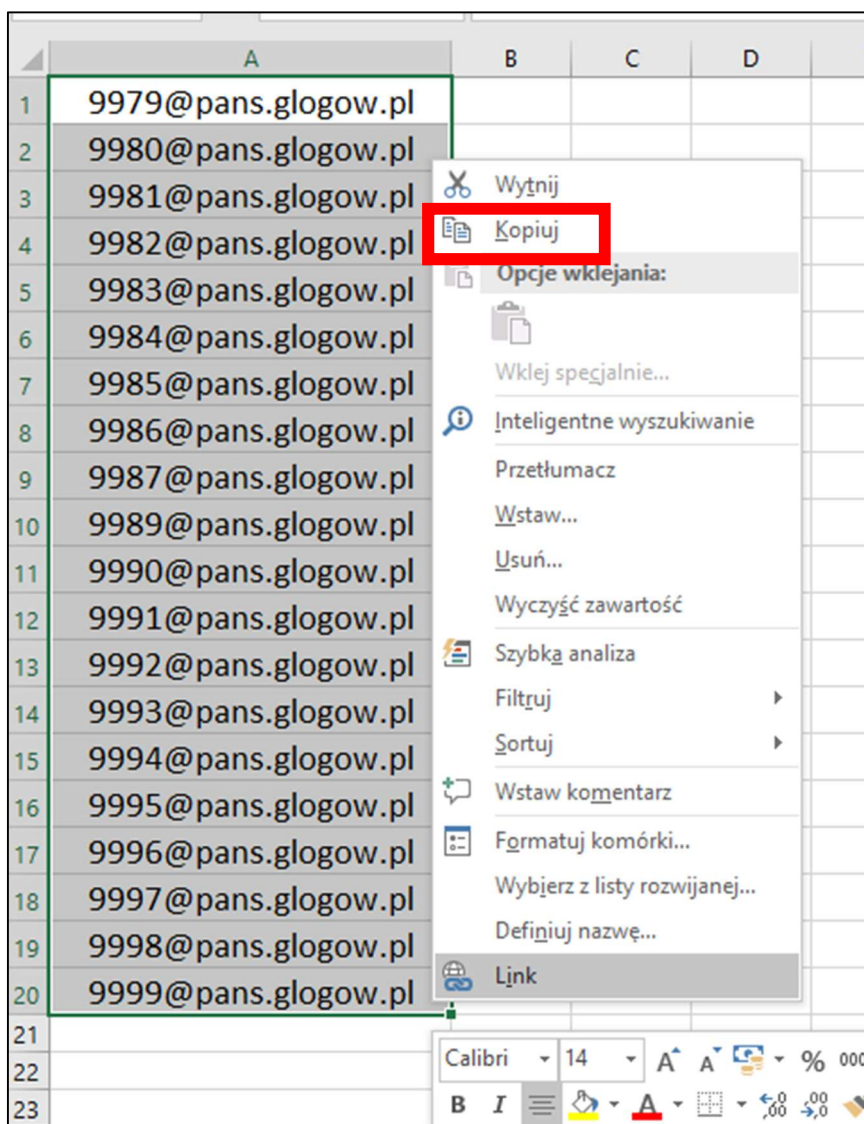 A B C D
1 9979@pans.glogow.pl
2 9980@pans.glogow.pl
3 9981@pans.glogow.pl
4 9982@pans.glogow.pl
5 9983@pans.glogow.pl
6 9984@pans.glogow.pl
7 9985@pans.glogow.pl
8 9986@pans.glogow.pl
9 9987@pans.glogow.pl
10 9989@pans.glogow.pl
11 9990@pans.glogow.pl
12 9991@pans.glogow.pl
13 9992@pans.glogow.pl
14 9993@pans.glogow.pl
15 9994@pans.glogow.pl
16 9995@pans.glogow.pl
17 9996@pans.glogow.pl
18 9997@pans.glogow.pl
19 9998@pans.glogow.pl
20 9999@pans.glogow.pl
21
22
23
Wytnij
Kopiuj
Opcje wklejania:
Wklej specjalnie...
Inteligentne wyszukiwanie
Przetłumacz
Wstaw...
Usuń...
Wyczyść zawartość
Szybka analiza
Filtruj
Sortuj
Wstaw komentarz
Formatuj komórki...
Wybierz z listy rozwijanej...
Definiuj nazwę...
Link
Calibri 14 A A % 000
B I A ,00 ,0